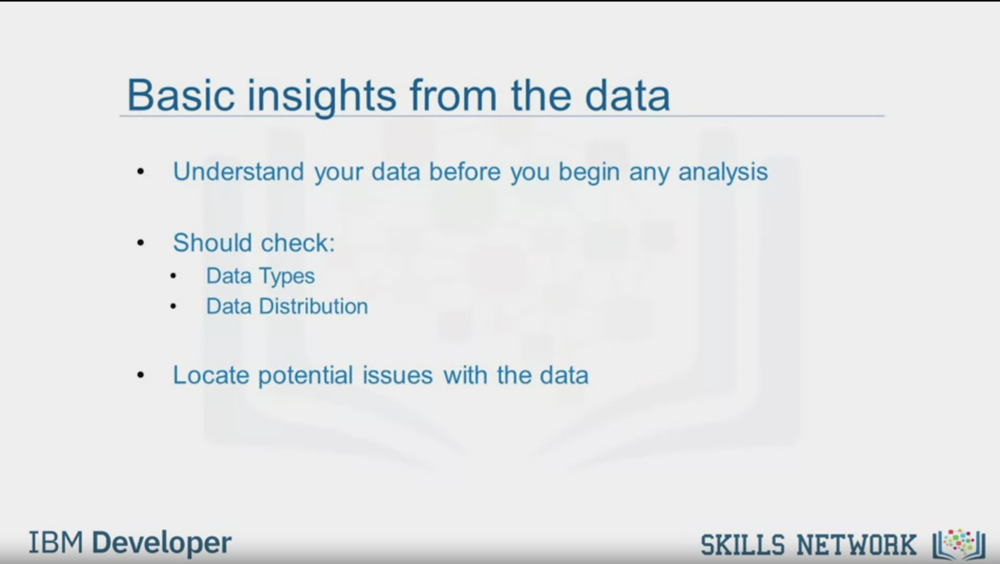 Basic insights from the data
• Understand your data before you begin any analysis
• Should check:
• Data Types
• Data Distribution
• Locate potential issues with the data
IBM Developer
SKILLS NETWORK